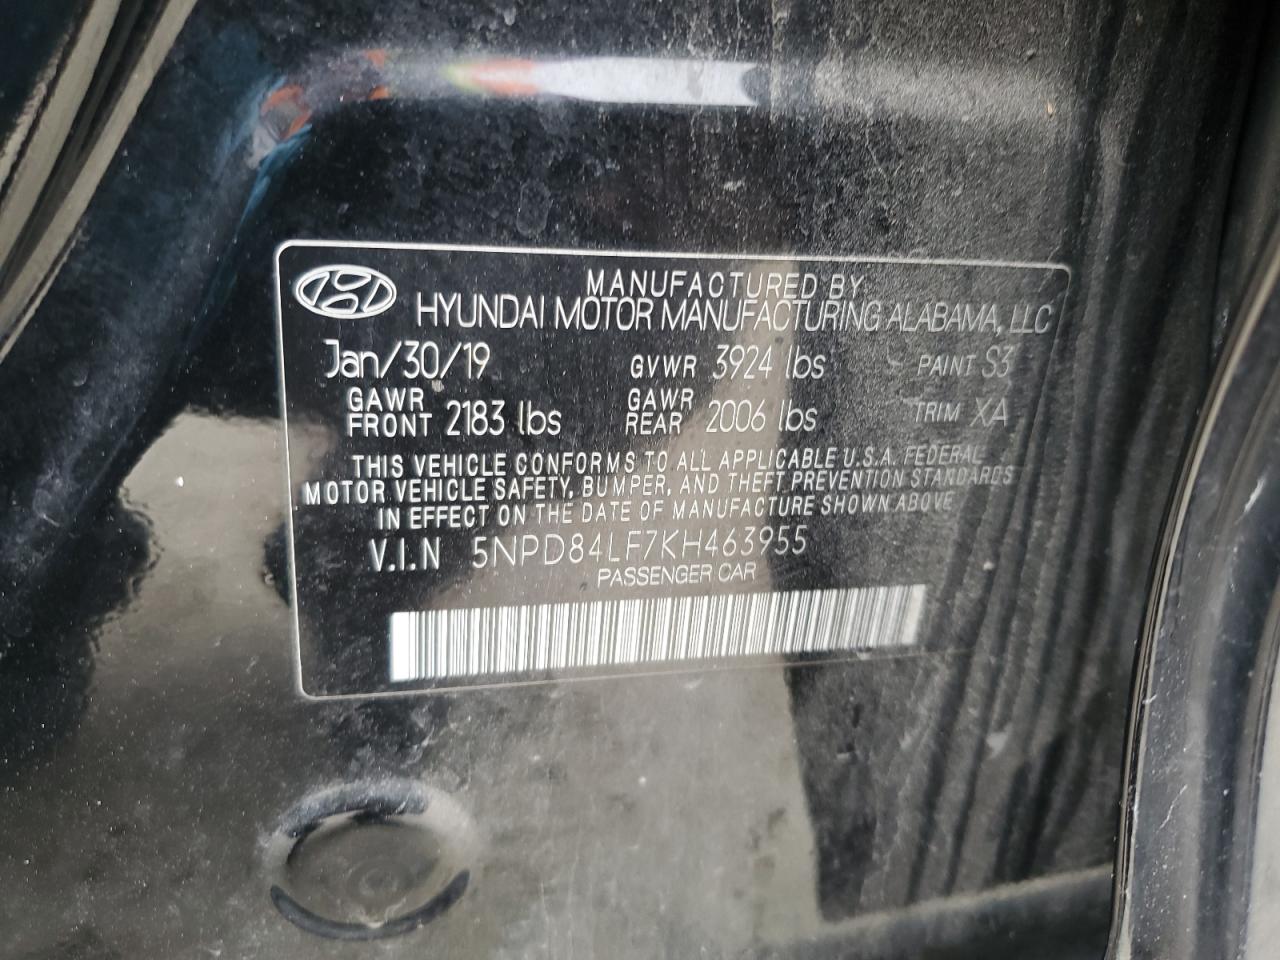 MANUFACTURED BY
HYUNDAI MOTOR MANUFACTURING ALABAMA, LLC
Jan/30/19 GVWR 3924 lbs PAINT S3
GAWR FRONT 2183 lbs GAWR REAR 2006 lbs TRIM XA
THIS VEHICLE CONFORMS TO ALL APPLICABLE U.S.A. FEDERAL
MOTOR VEHICLE SAFETY, BUMPER, AND THEFT PREVENTION STANDARDS
IN EFFECT ON THE DATE OF MANUFACTURE SHOWN ABOVE
V.I.N 5NPD84LF7KH463955
PASSENGER CAR